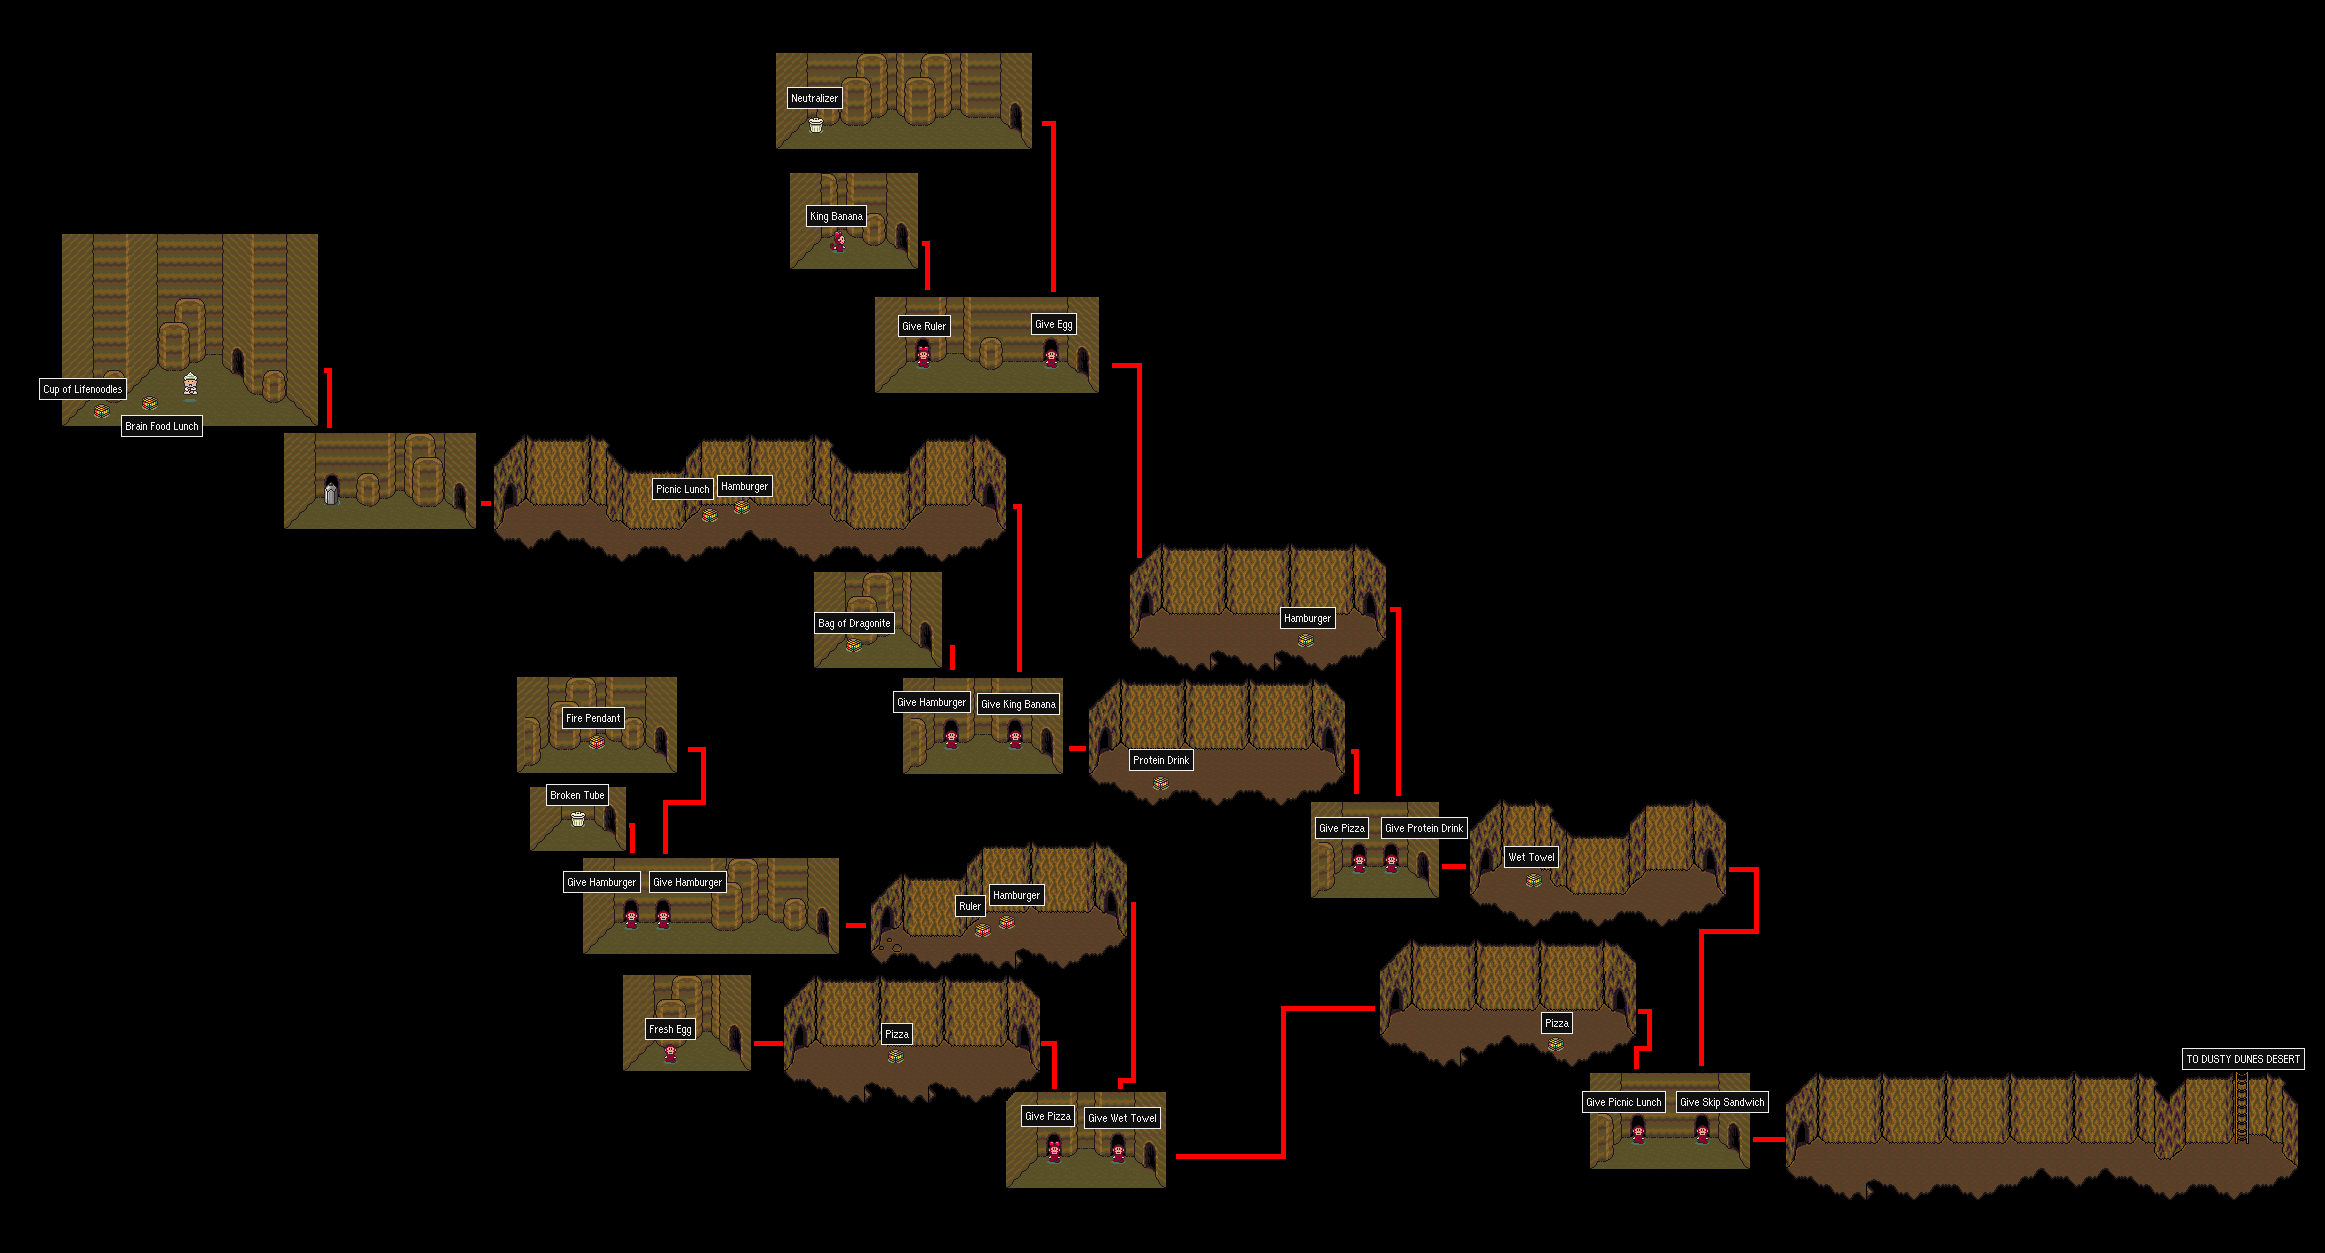 Neutralizer
King Banana
Give Ruler
Give Egg
Cup of Lifenoodles
Brain Food Lunch
Picnic Lunch
Hamburger
Hamburger
Bag of Dragonite
Give Hamburger
Give King Banana
Fire Pendant
Protein Drink
Broken Tube
Give Pizza
Give Protein Drink
Wet Towel
Give Hamburger
Give Hamburger
Ruler
Hamburger
Fresh Egg
Pizza
Pizza
TO DUSTY DUNES DESERT
Give Pizza
Give Wet Towel
Give Picnic Lunch
Give Skip Sandwich